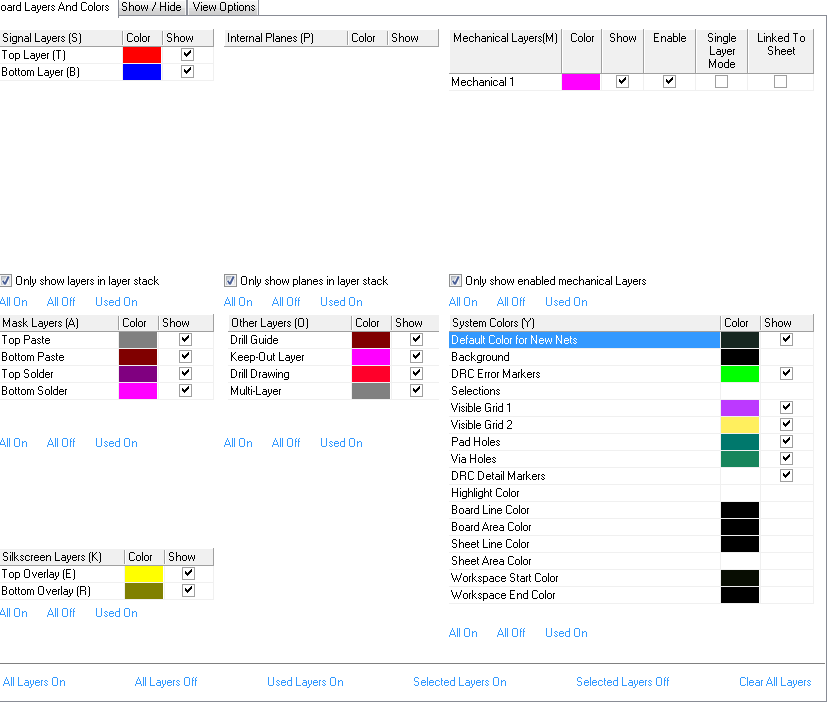 oard Layers And Colors Show / Hide View Options
Signal Layers (S) Color Show
Top Layer (T)
Bottom Layer (B)
Internal Planes (P) Color Show
Mechanical Layers(M) Color Show Enable Single Layer Mode Linked To Sheet
Mechanical 1
Only show layers in layer stack
All On All Off Used On
Only show planes in layer stack
All On All Off Used On
Only show enabled mechanical Layers
All On All Off Used On
Mask Layers (A) Color Show
Top Paste
Bottom Paste
Top Solder
Bottom Solder
All On All Off Used On
Other Layers (O) Color Show
Drill Guide
Keep-Out Layer
Drill Drawing
Multi-Layer
All On All Off Used On
System Colors (Y) Color Show
Default Color for New Nets
Background
DRC Error Markers
Selections
Visible Grid 1
Visible Grid 2
Pad Holes
Via Holes
DRC Detail Markers
Highlight Color
Board Line Color
Board Area Color
Sheet Line Color
Sheet Area Color
Workspace Start Color
Workspace End Color
All On All Off Used On
Silkscreen Layers (K) Color Show
Top Overlay (E)
Bottom Overlay (R)
All On All Off Used On
All Layers On All Layers Off Used Layers On Selected Layers On Selected Layers Off Clear All Layers